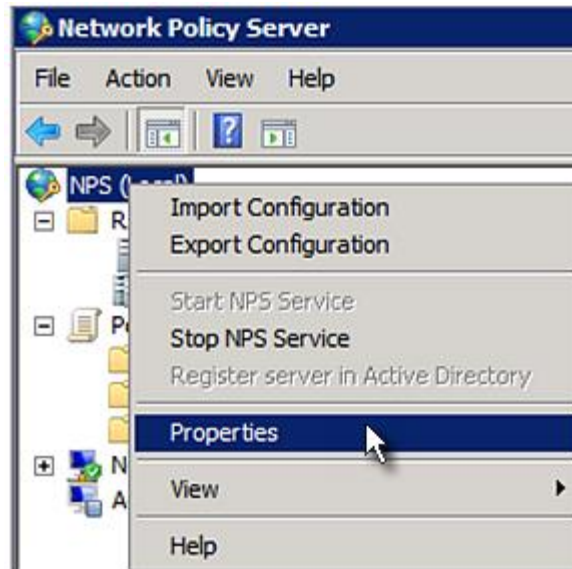 Network Policy Server
File Action View Help
NPS (Local)
Import Configuration
R
Export Configuration
Start NPS Service
Stop NPS Service
Register server in Active Directory
Properties
N
View
A
Help